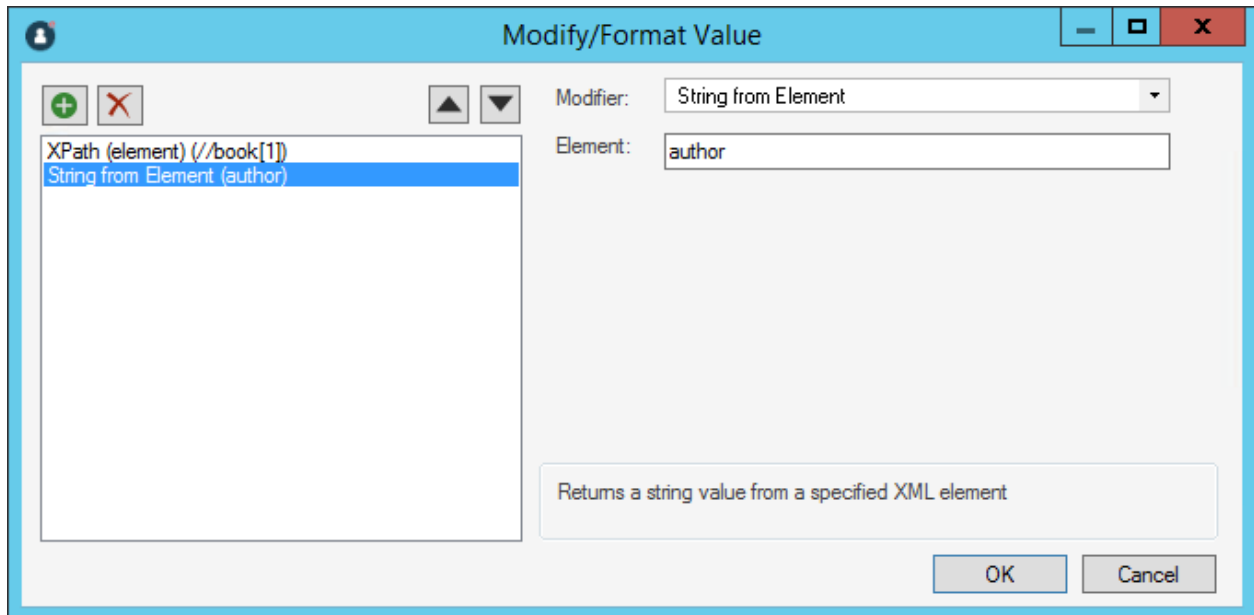 Modify/Format Value
Modifier: String from Element
Element: author
XPath (element) (//book[1])
String from Element (author)
Returns a string value from a specified XML element
OK Cancel